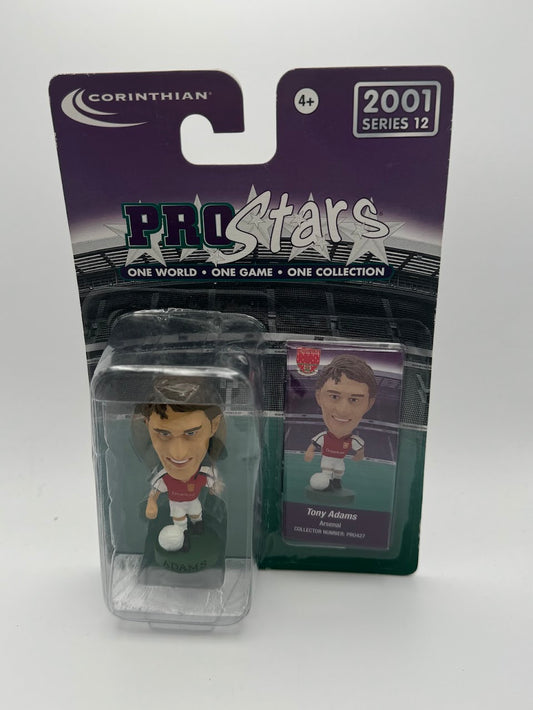 CORINTHIAN
4+
2001
SERIES 12
PROStars
ONE WORLD • ONE GAME • ONE COLLECTION
Tony Adams
Arsenal
COLLECTOR NUMBER: PRO427
ADAMS